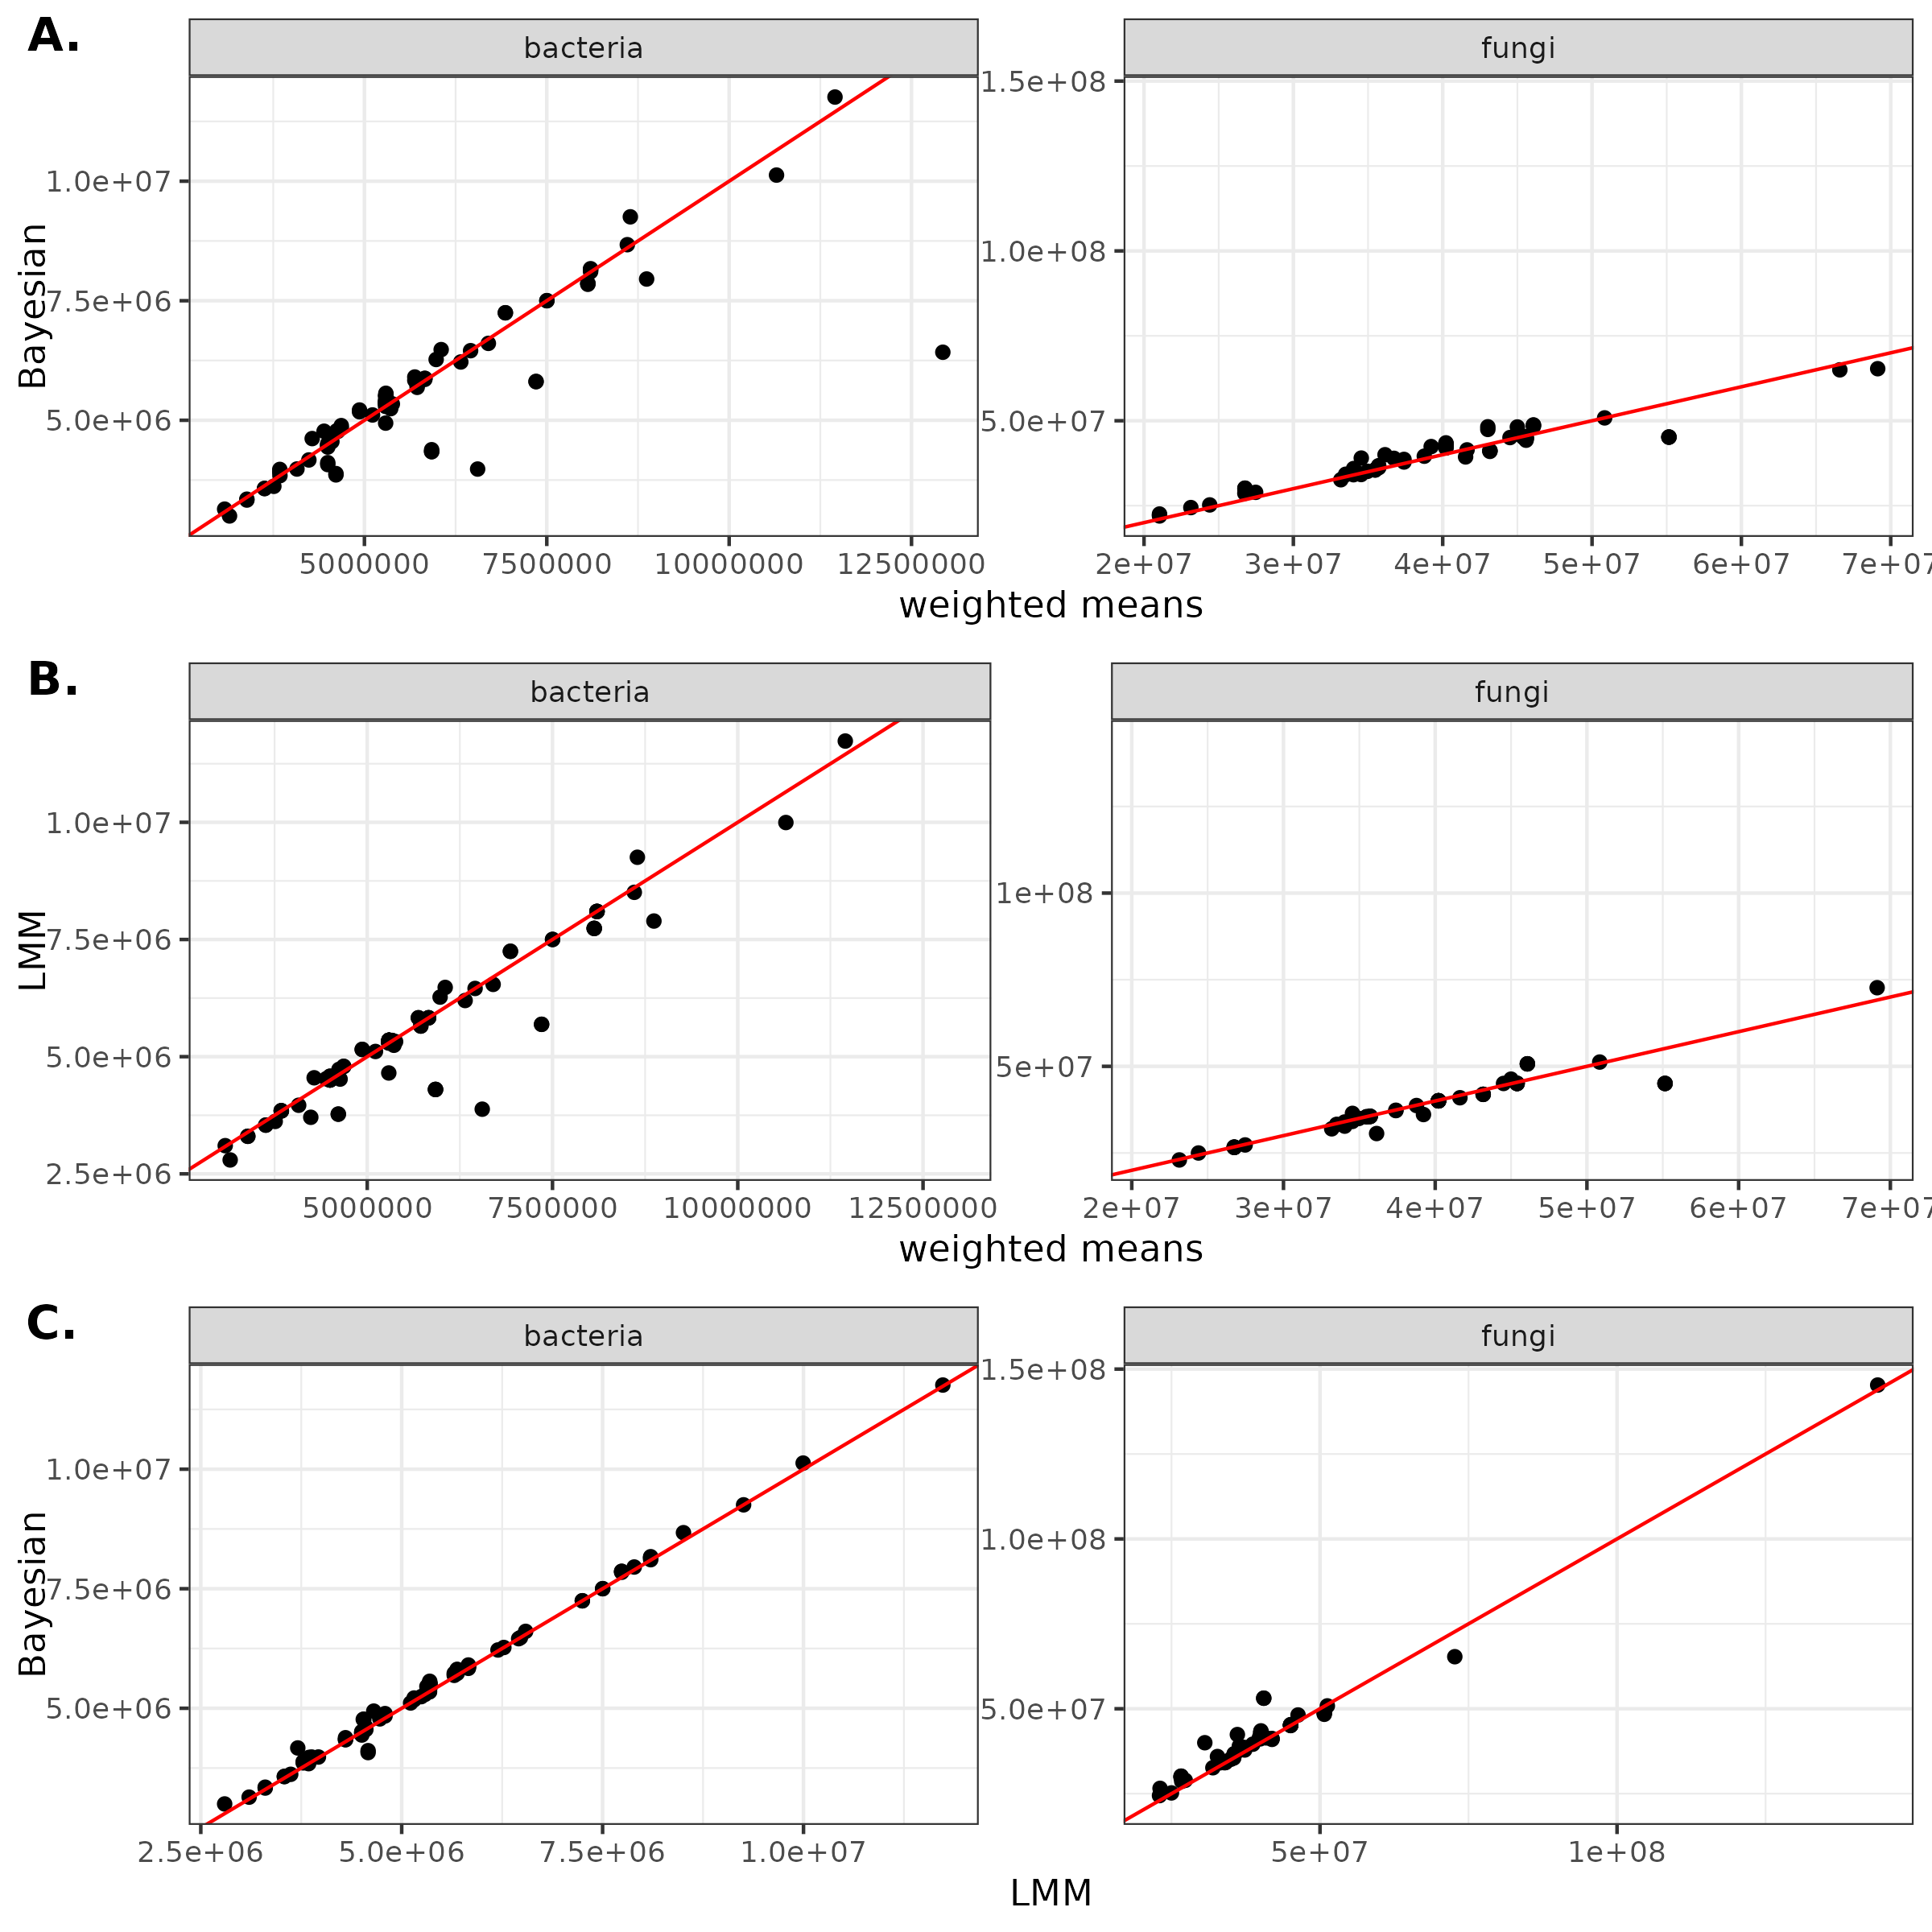 A.
bacteria
fungi
Bayesian
1.0e+07
7.5e+06
5.0e+06
1.5e+08
1.0e+08
5.0e+07
5000000 7500000 10000000 12500000
2e+07 3e+07 4e+07 5e+07 6e+07 7e+07
weighted means
B.
bacteria
fungi
LMM
1.0e+07
7.5e+06
5.0e+06
2.5e+06
1e+08
5e+07
5000000 7500000 10000000 12500000
2e+07 3e+07 4e+07 5e+07 6e+07 7e+07
weighted means
C.
bacteria
fungi
Bayesian
1.0e+07
7.5e+06
5.0e+06
1.5e+08
1.0e+08
5.0e+07
2.5e+06 5.0e+06 7.5e+06 1.0e+07
5e+07 1e+08
LMM